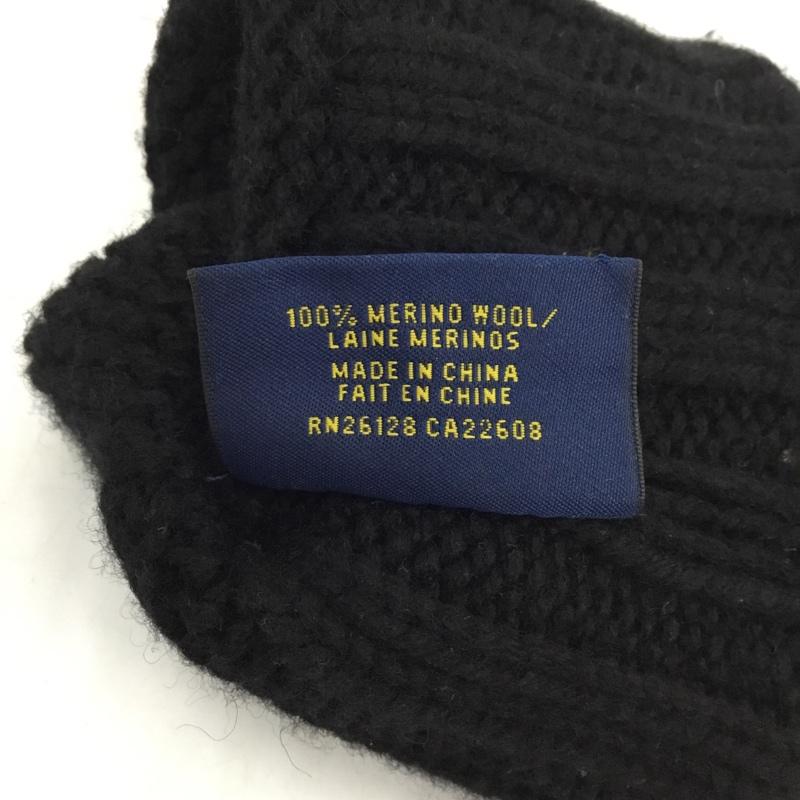 100% MERINO WOOL/
LAINE MERINOS
MADE IN CHINA
FAIT EN CHINE
RN26128 CA22608